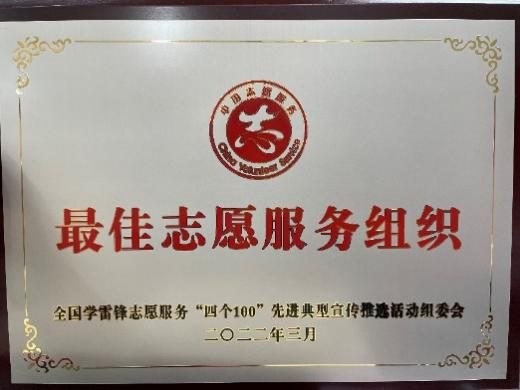 中国志愿服务
志
China Volunteer Service
最佳志愿服务组织
全国学雷锋志愿服务“四个100”先进典型宣传推选活动组委会
二〇二二年三月